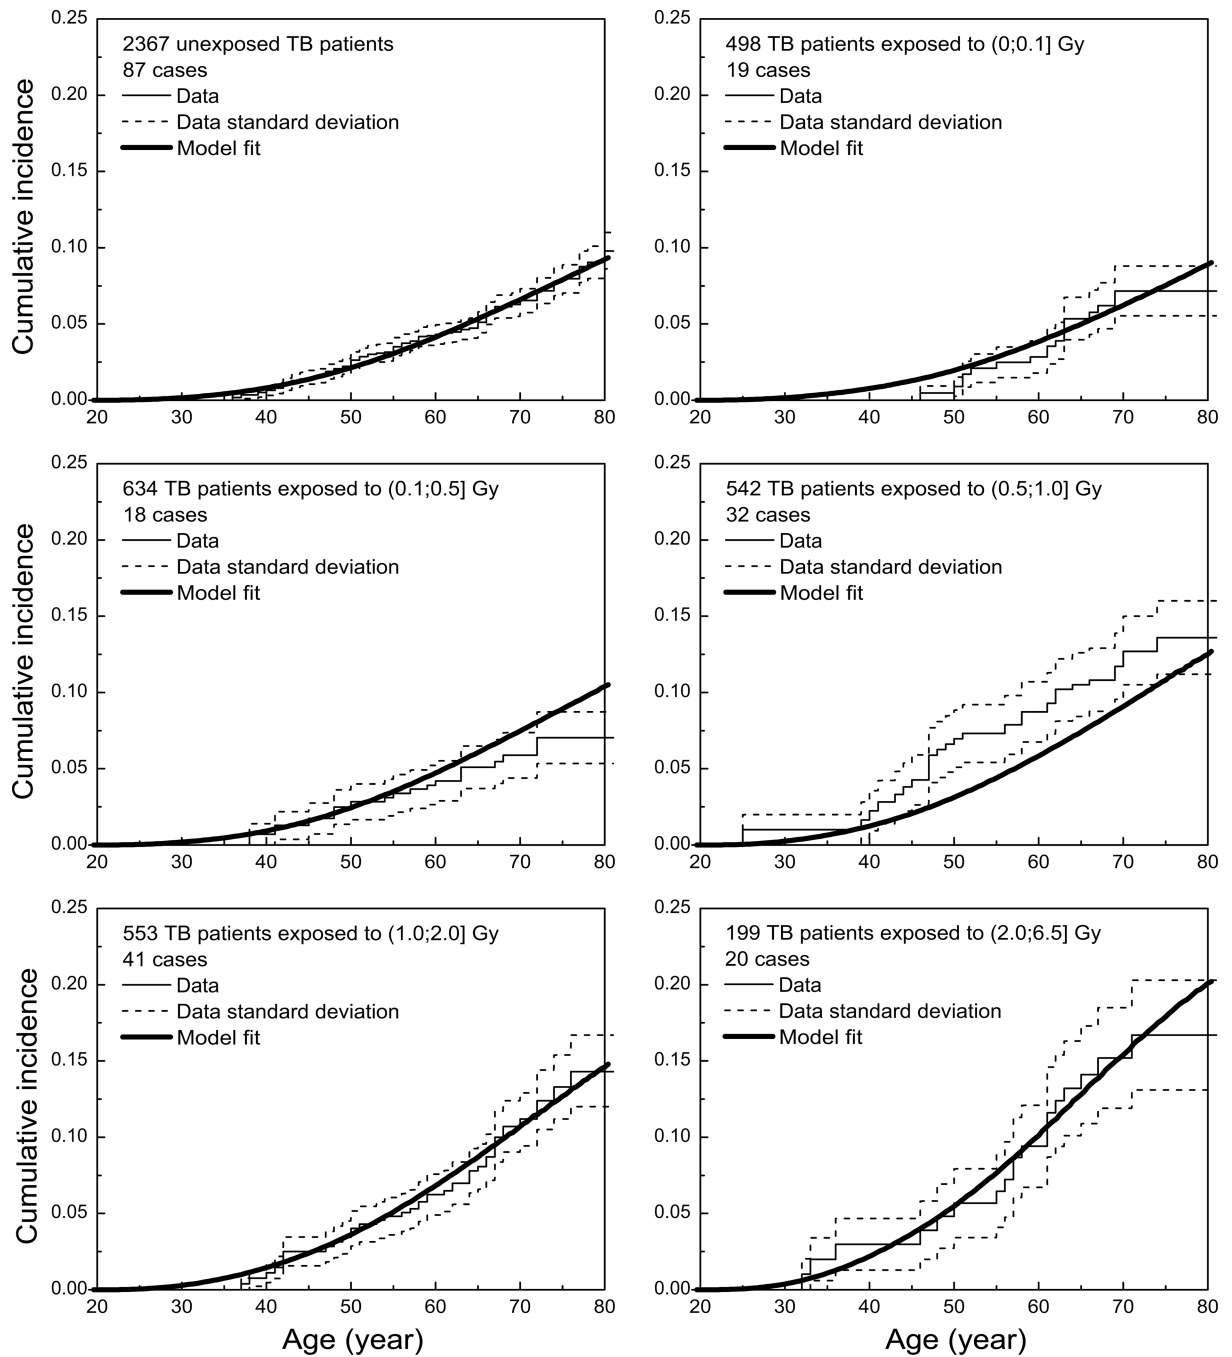 2367 unexposed TB patients
87 cases
Data
Data standard deviation
Model fit
Cumulative incidence
0.25
0.20
0.15
0.10
0.05
0.00
20 30 40 50 60 70 80
498 TB patients exposed to (0;0.1] Gy
19 cases
Data
Data standard deviation
Model fit
0.25
0.20
0.15
0.10
0.05
0.00
20 30 40 50 60 70 80
634 TB patients exposed to (0.1;0.5] Gy
18 cases
Data
Data standard deviation
Model fit
Cumulative incidence
0.25
0.20
0.15
0.10
0.05
0.00
20 30 40 50 60 70 80
542 TB patients exposed to (0.5;1.0] Gy
32 cases
Data
Data standard deviation
Model fit
0.25
0.20
0.15
0.10
0.05
0.00
20 30 40 50 60 70 80
553 TB patients exposed to (1.0;2.0] Gy
41 cases
Data
Data standard deviation
Model fit
Cumulative incidence
0.25
0.20
0.15
0.10
0.05
0.00
20 30 40 50 60 70 80
Age (year)
199 TB patients exposed to (2.0;6.5] Gy
20 cases
Data
Data standard deviation
Model fit
0.25
0.20
0.15
0.10
0.05
0.00
20 30 40 50 60 70 80
Age (year)